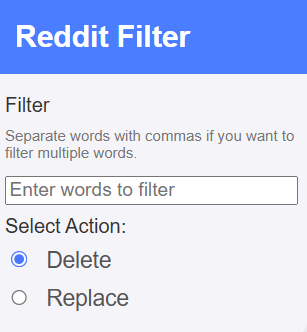 Reddit Filter
Filter
Separate words with commas if you want to
filter multiple words.
Enter words to filter
Select Action:
Delete
Replace